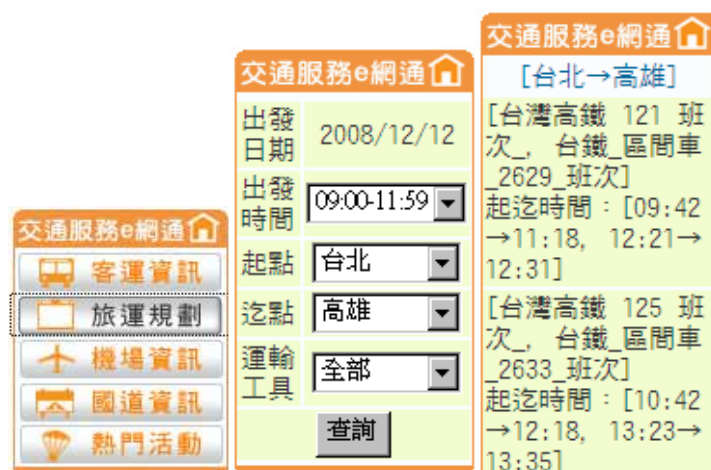 交通服務e網通
客運資訊
旅運規劃
機場資訊
國道資訊
熱門活動
交通服務e網通
出發日期
2008/12/12
出發時間
09:00-11:59
起點
台北
迄點
高雄
運輸工具
全部
查詢
交通服務e網通
[台北→高雄]
[台灣高鐵 121 班
次_, 台鐵_區間車
_2629_班次]
起迄時間：[09:42
→11:18, 12:21→
12:31]
[台灣高鐵 125 班
次_, 台鐵_區間車
_2633_班次]
起迄時間：[10:42
→12:18, 13:23→
13:35]